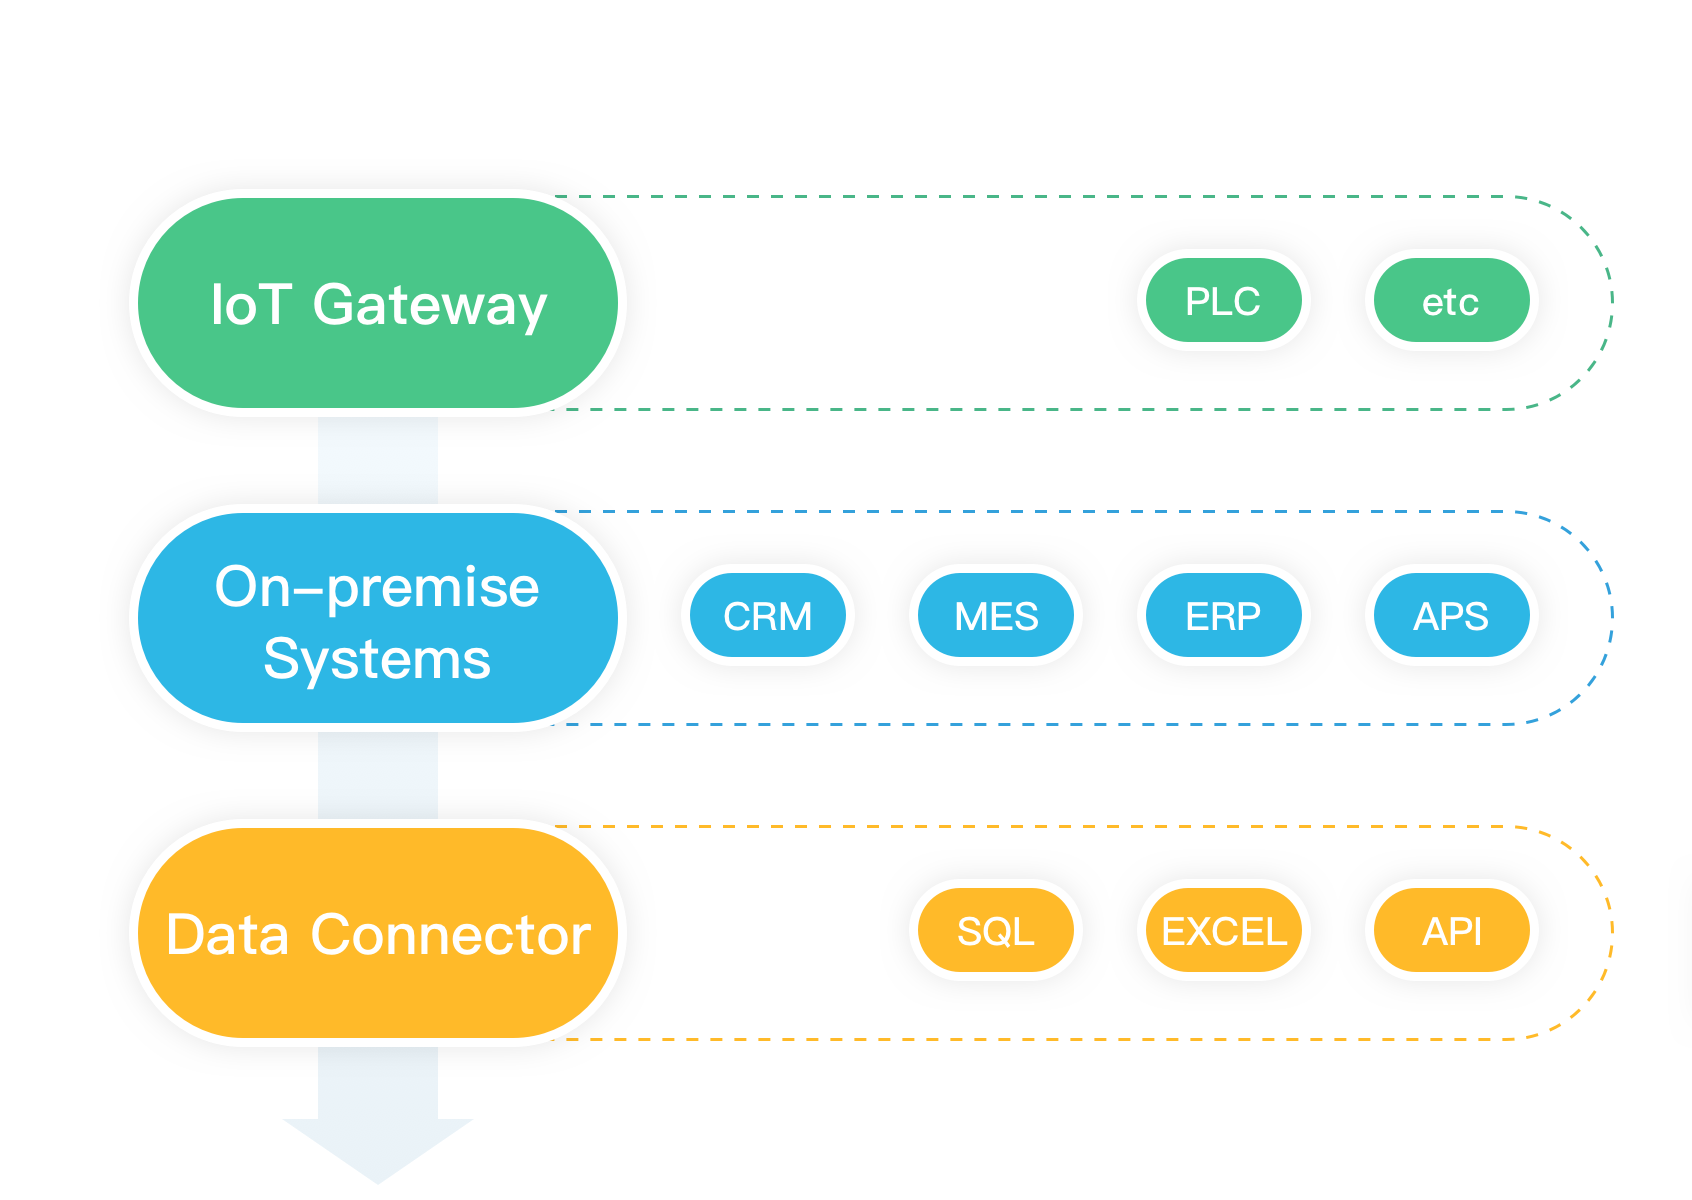 IoT Gateway
PLC
etc
On-premise
Systems
CRM
MES
ERP
APS
Data Connector
SQL
EXCEL
API